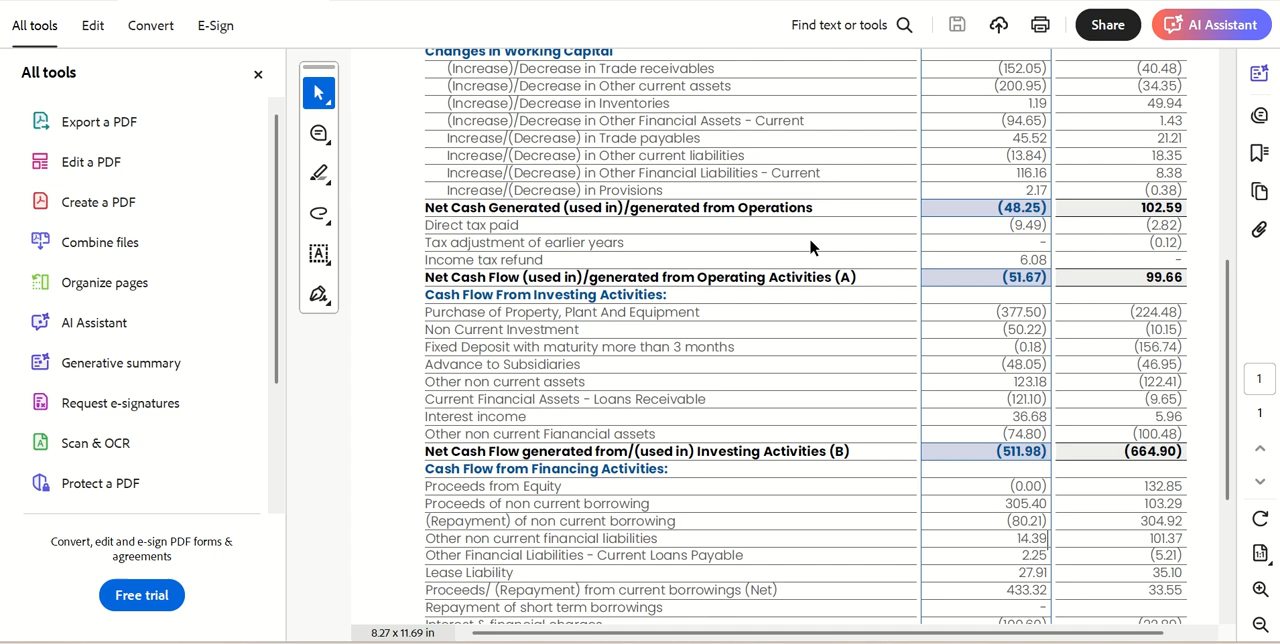 All tools Edit Convert E-Sign Find text or tools Share AI Assistant
All tools
Export a PDF
Edit a PDF
Create a PDF
Combine files
Organize pages
AI Assistant
Generative summary
Request e-signatures
Scan & OCR
Protect a PDF
Convert, edit and e-sign PDF forms &
agreements
Free trial
Changes in Working Capital
(Increase)/Decrease in Trade receivables (152.05) (40.48)
(Increase)/Decrease in Other current assets (200.95) (34.35)
(Increase)/Decrease in Inventories 1.19 49.94
(Increase)/Decrease in Other Financial Assets - Current (94.65) 1.43
Increase/(Decrease) in Trade payables 45.52 21.21
Increase/(Decrease) in Other current liabilities (13.84) 18.35
Increase/(Decrease) in Other Financial Liabilities - Current 116.16 8.38
Increase/(Decrease) in Provisions 2.17 (0.38)
Net Cash Generated (used in)/generated from Operations (48.25) 102.59
Direct tax paid (9.49) (2.82)
Tax adjustment of earlier years - (0.12)
Income tax refund 6.08 -
Net Cash Flow (used in)/generated from Operating Activities (A) (51.67) 99.66
Cash Flow From Investing Activities:
Purchase of Property, Plant And Equipment (377.50) (224.48)
Non Current Investment (50.22) (10.15)
Fixed Deposit with maturity more than 3 months (0.18) (156.74)
Advance to Subsidiaries (48.05) (46.95)
Other non current assets 123.18 (122.41)
Current Financial Assets - Loans Receivable (121.10) (9.65)
Interest income 36.68 5.96
Other non current Fianancial assets (74.80) (100.48)
Net Cash Flow generated from/(used in) Investing Activities (B) (511.98) (664.90)
Cash Flow from Financing Activities:
Proceeds from Equity (0.00) 132.85
Proceeds of non current borrowing 305.40 103.29
(Repayment) of non current borrowing (80.21) 304.92
Other non current financial liabilities 14.39 101.37
Other Financial Liabilities - Current Loans Payable 2.25 (5.21)
Lease Liability 27.91 35.10
Proceeds/ (Repayment) from current borrowings (Net) 433.32 33.55
Repayment of short term borrowings -
Interest & financial charges
8.27 x 11.69 in
1
1
1:1